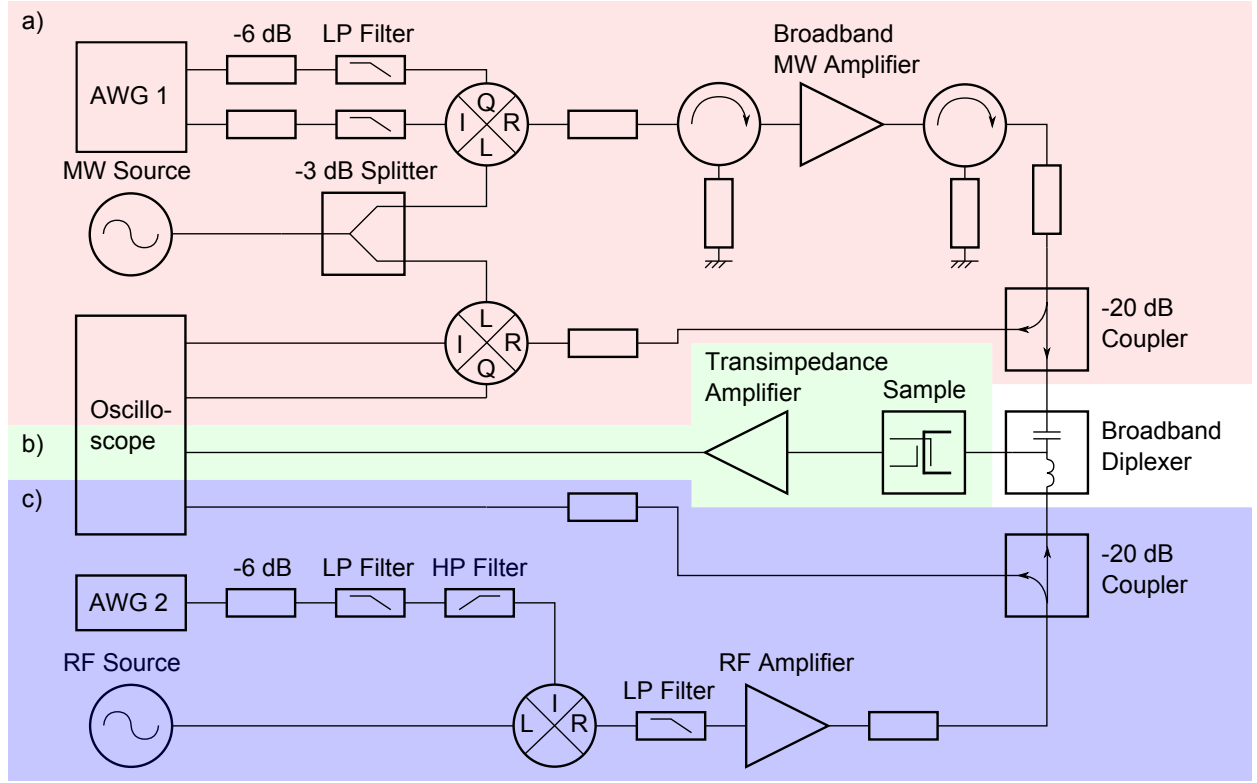 a)
-6 dB
LP Filter
Broadband
MW Amplifier
AWG 1
Q
I
R
L
MW Source
-3 dB Splitter
L
I
R
Q
-20 dB
Coupler
Transimpedance
Amplifier
Sample
Oscillo-
scope
b)
Broadband
Diplexer
c)
-6 dB
LP Filter
HP Filter
-20 dB
Coupler
AWG 2
RF Source
LP Filter
RF Amplifier
I
L
R